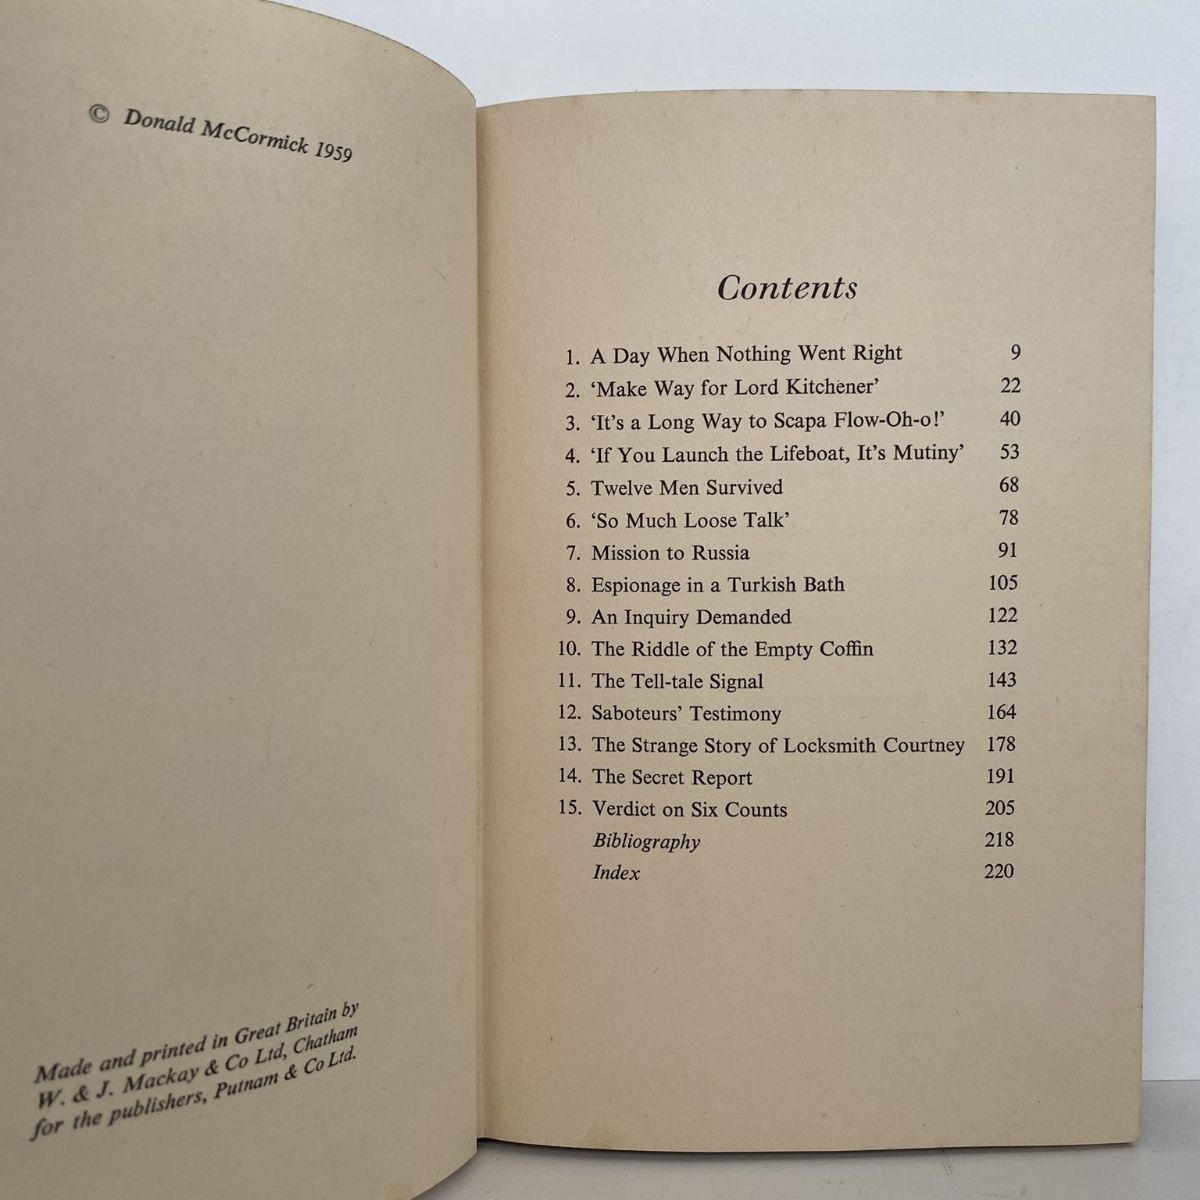 © Donald McCormick 1959
Made and printed in Great Britain by
W. & J. Mackay & Co Ltd, Chatham
for the publishers, Putnam & Co Ltd.
Contents
1. A Day When Nothing Went Right 9
2. ‘Make Way for Lord Kitchener’ 22
3. ‘It’s a Long Way to Scapa Flow-Oh-o!’ 40
4. ‘If You Launch the Lifeboat, It’s Mutiny’ 53
5. Twelve Men Survived 68
6. ‘So Much Loose Talk’ 78
7. Mission to Russia 91
8. Espionage in a Turkish Bath 105
9. An Inquiry Demanded 122
10. The Riddle of the Empty Coffin 132
11. The Tell-tale Signal 143
12. Saboteurs’ Testimony 164
13. The Strange Story of Locksmith Courtney 178
14. The Secret Report 191
15. Verdict on Six Counts 205
Bibliography 218
Index 220